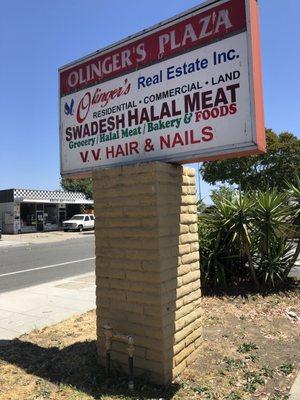 OLINGER'S PLAZA
Olinger's Real Estate Inc.
RESIDENTIAL · COMMERCIAL · LAND
SWADESH HALAL MEAT
Grocery/Halal Meat/Bakery & FOODS
V.V. HAIR & NAILS